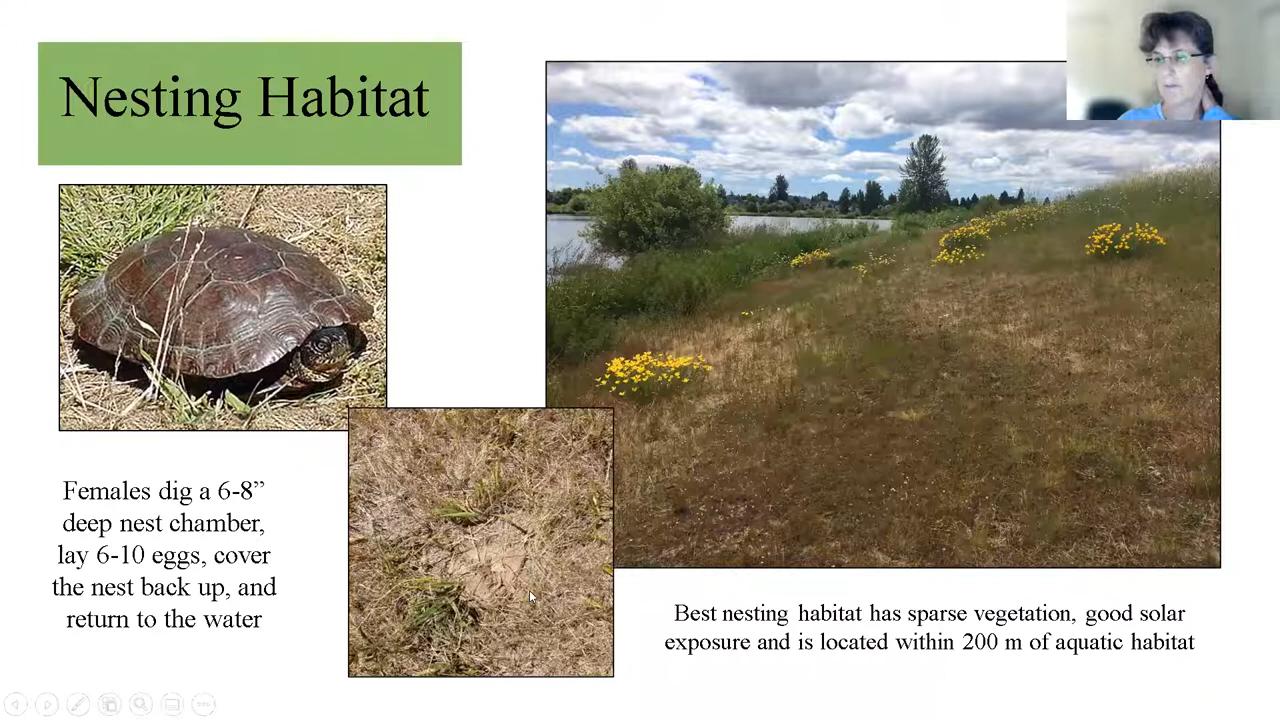 Nesting Habitat
Females dig a 6-8”
deep nest chamber,
lay 6-10 eggs, cover
the nest back up, and
return to the water
Best nesting habitat has sparse vegetation, good solar
exposure and is located within 200 m of aquatic habitat